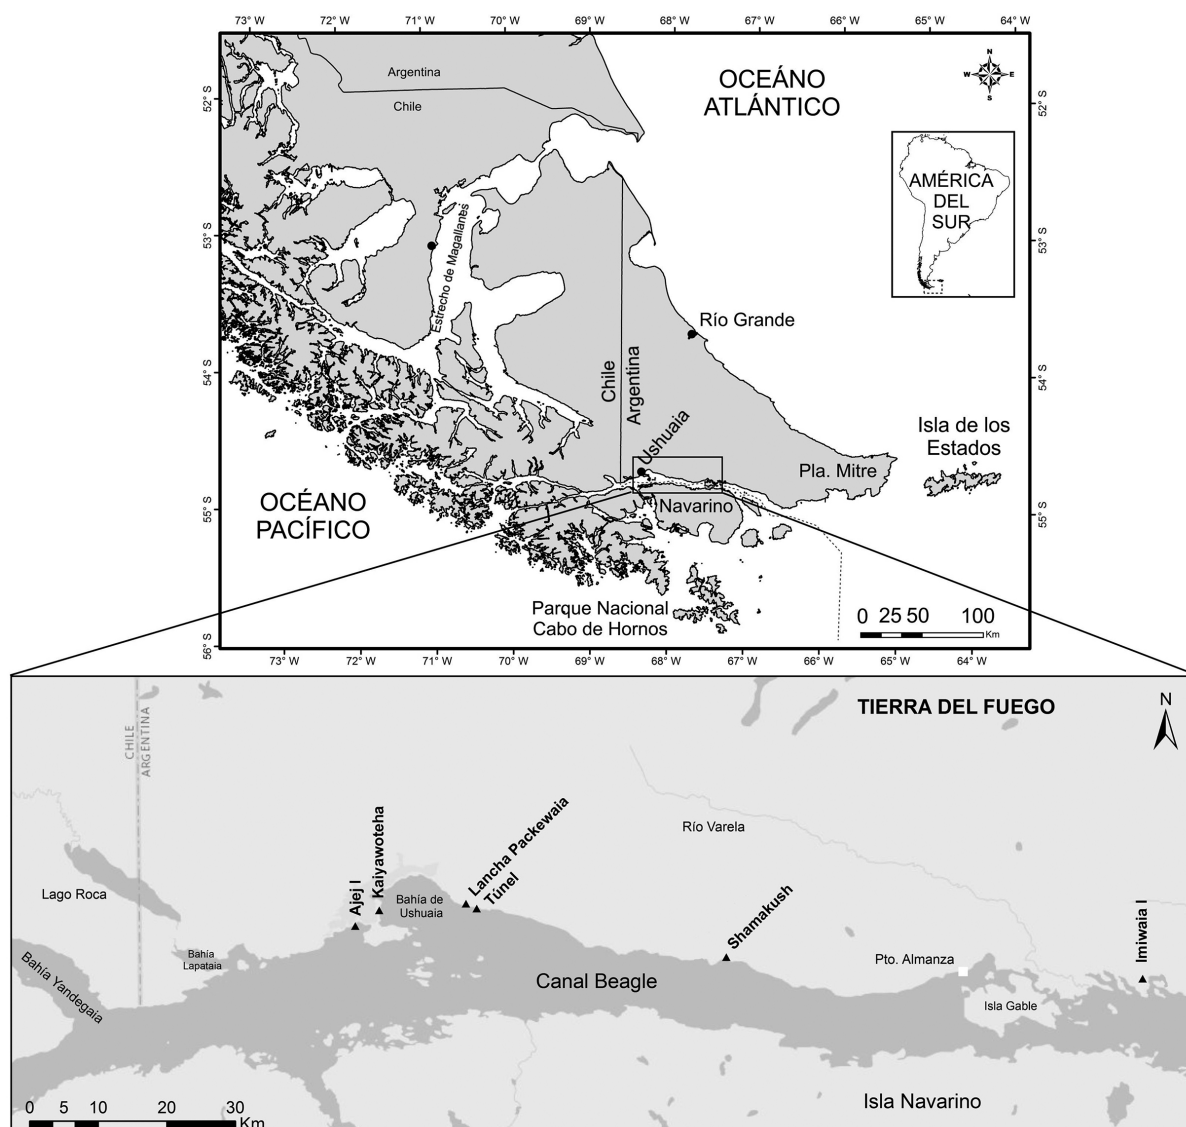 73° W 72° W 71° W 70° W 69° W 68° W 67° W 66° W 65° W 64° W
N
W E
S
OCEÁNO
ATLÁNTICO
Argentina
Chile
52° S
52° S
AMÉRICA
DEL
SUR
53° S
53° S
Estrecho de Magallanes
Río Grande
54° S
54° S
Chile
Argentina
Ushuaia
Isla de los
Estados
Pla. Mitre
OCÉANO
PACÍFICO
Navarino
55° S
55° S
Parque Nacional
Cabo de Hornos
0 25 50 100
Km
56° S
73° W 72° W 71° W 70° W 69° W 68° W 67° W 66° W 65° W 64° W
TIERRA DEL FUEGO
N
CHILE
ARGENTINA
Río Varela
Lago Roca
Ajej I
Kaiyawoteha
Bahía de
Ushuaia
Lancha Packewaia
Túnel
Shamakush
Imiwaia I
Bahía
Lapataia
Pto. Almanza
Bahía Yandegaia
Canal Beagle
Isla Gable
Isla Navarino
0 5 10 20 30
Km